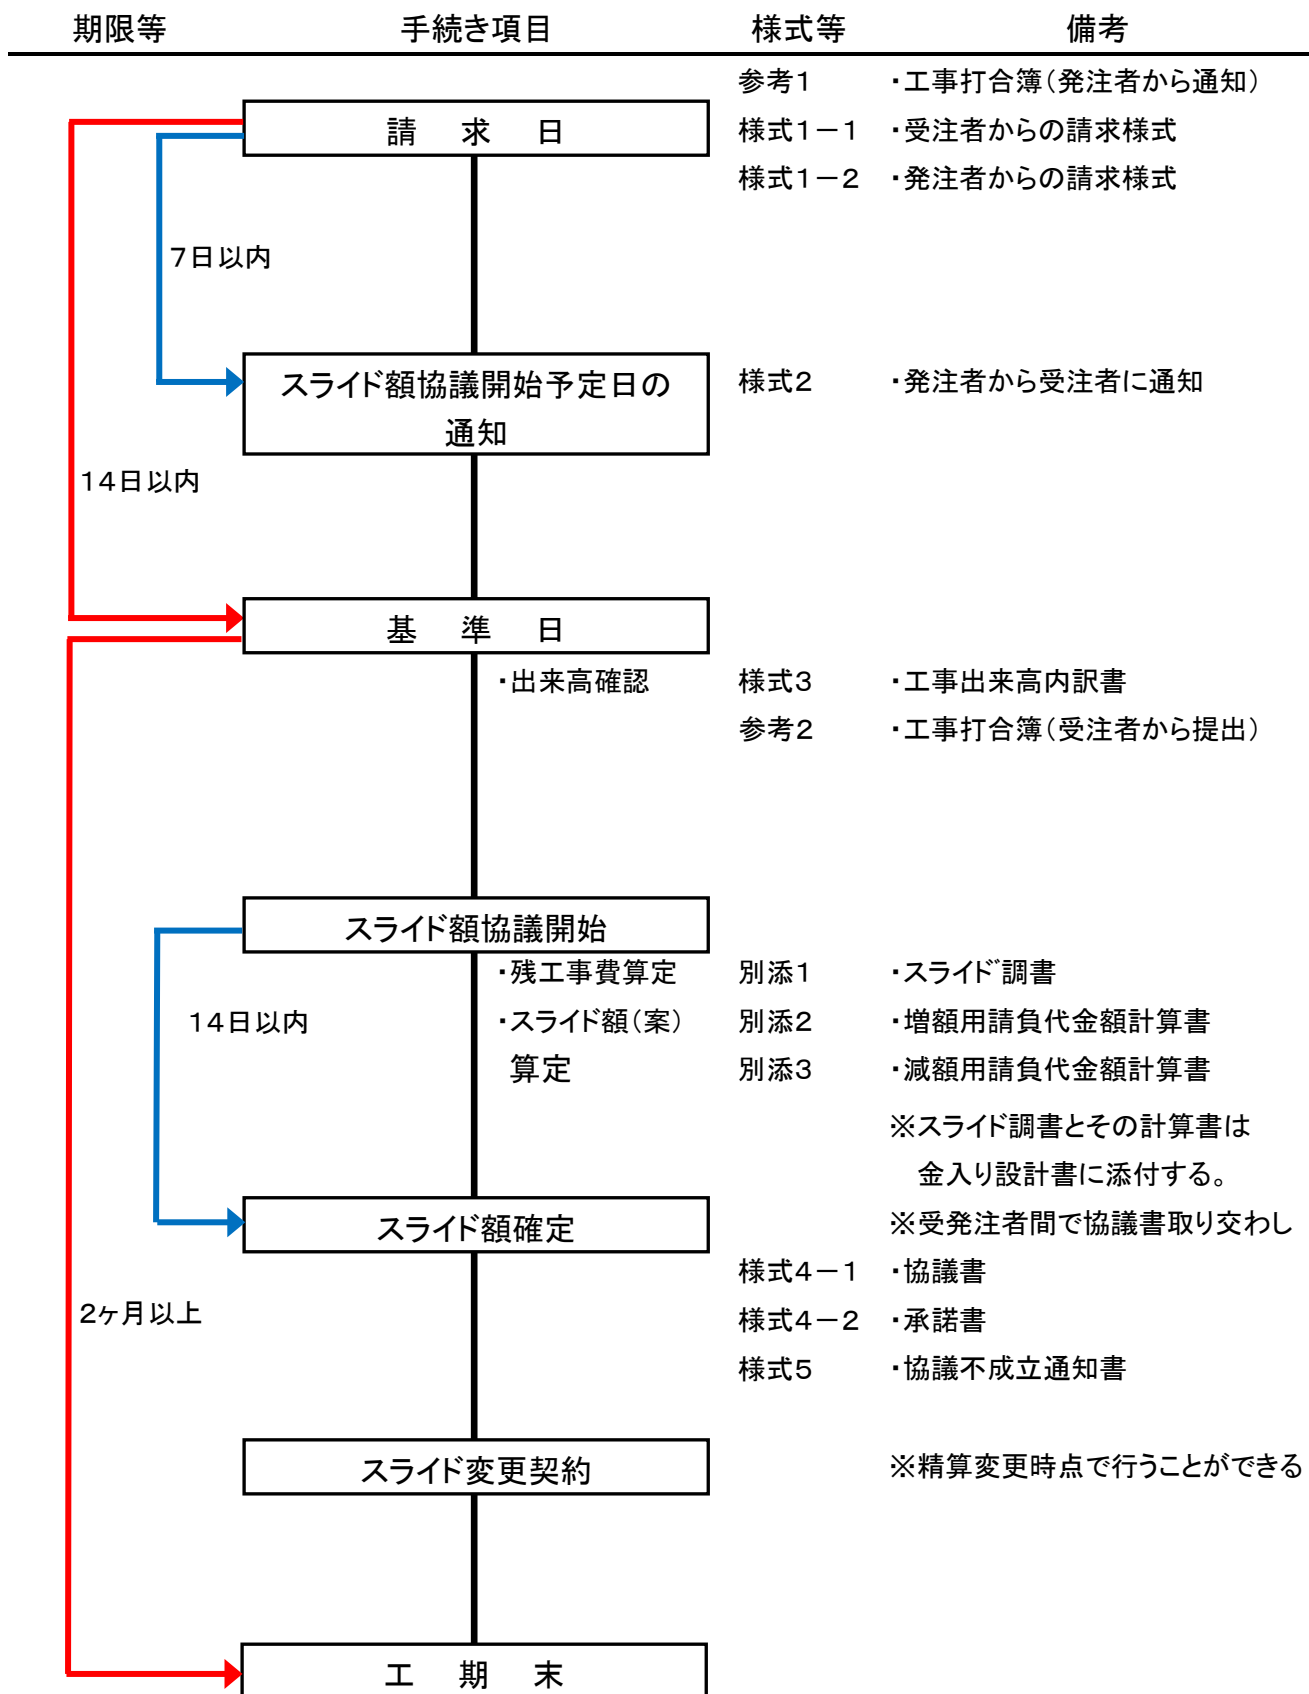 期限等　手続き項目　様式等　備考
参考１　・工事打合簿（発注者から通知）
請　求　日　様式１－１　・受注者からの請求様式
様式１－２　・発注者からの請求様式
７日以内
スライド額協議開始予定日の　様式２　・発注者から受注者に通知
通知
１４日以内
基　準　日
・出来高確認　様式３　・工事出来高内訳書
参考２　・工事打合簿（受注者から提出）
スライド額協議開始
・残工事費算定　別添１　・スライド調書
１４日以内　・スライド額（案）　別添２　・増額用請負代金額計算書
算定　別添３　・減額用請負代金額計算書
※スライド調書とその計算書は
金入り設計書に添付する。
スライド額確定　※受発注者間で協議書取り交わし
様式４－１　・協議書
２ヶ月以上　様式４－２　・承諾書
様式５　・協議不成立通知書
スライド変更契約　※精算変更時点で行うことができる
工　期　末